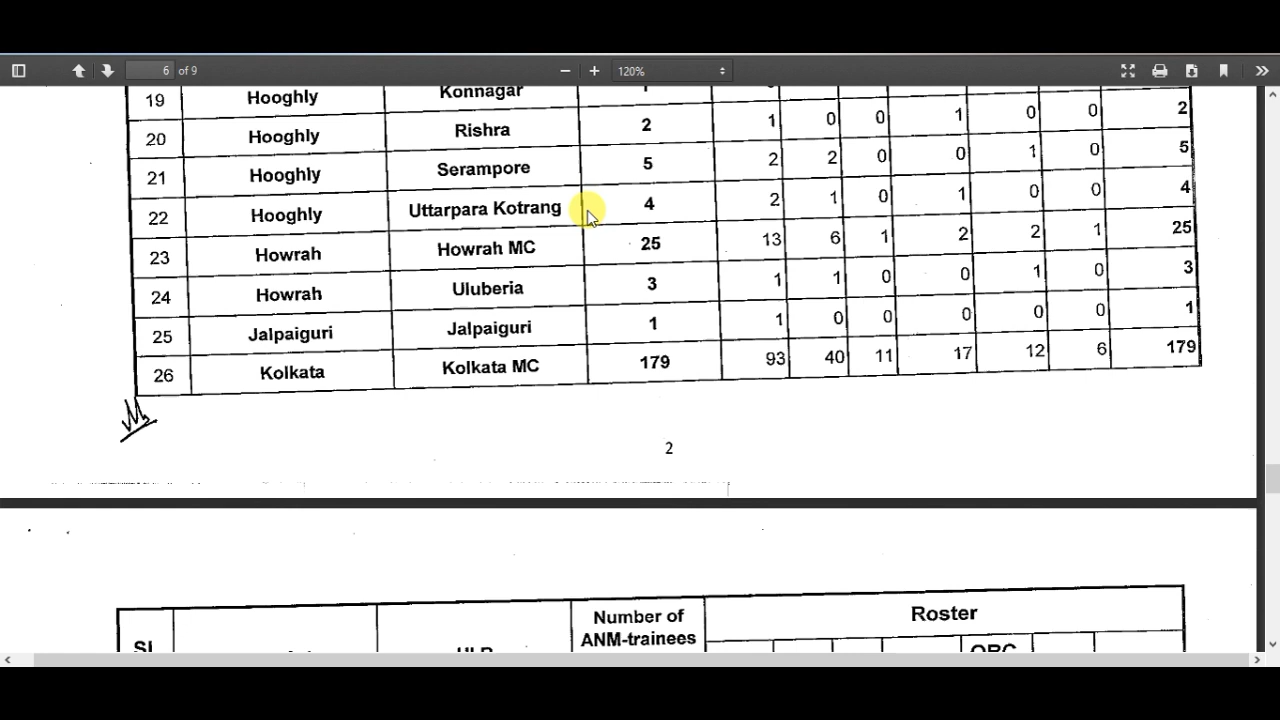 6 of 9
120%
19 Hooghly Konnagar
20 Hooghly Rishra 2 1 0 0 1 0 0 2
21 Hooghly Serampore 5 2 2 0 0 1 0 5
22 Hooghly Uttarpara Kotrang 4 2 1 0 1 0 0 4
23 Howrah Howrah MC 25 13 6 1 2 2 1 25
24 Howrah Uluberia 3 1 1 0 0 1 0 3
25 Jalpaiguri Jalpaiguri 1 1 0 0 0 0 0 1
26 Kolkata Kolkata MC 179 93 40 11 17 12 6 179
2
Number of
ANM-trainees
Roster
SI
ULB
OBC